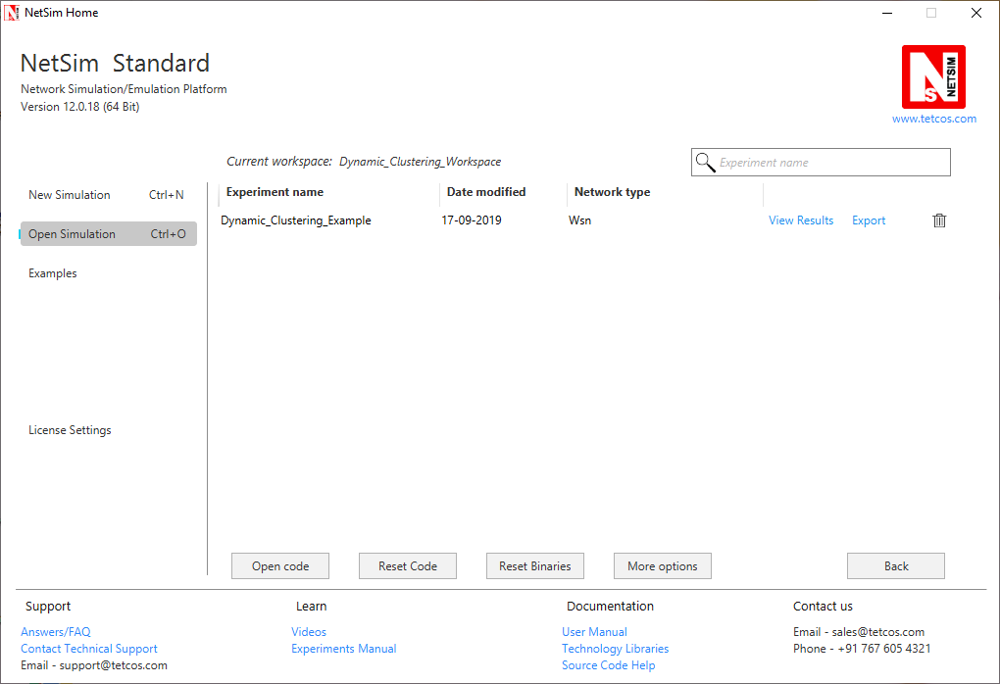 NetSim Home
NetSim Standard
Network Simulation/Emulation Platform
Version 12.0.18 (64 Bit)
NS NETSIM
www.tetcos.com
Current workspace: Dynamic_Clustering_Workspace
Experiment name
New Simulation Ctrl+N
Open Simulation Ctrl+O
Examples
License Settings
Experiment name Date modified Network type
Dynamic_Clustering_Example 17-09-2019 Wsn View Results Export
Open code Reset Code Reset Binaries More options Back
Support
Answers/FAQ
Contact Technical Support
Email - support@tetcos.com
Learn
Videos
Experiments Manual
Documentation
User Manual
Technology Libraries
Source Code Help
Contact us
Email - sales@tetcos.com
Phone - +91 767 605 4321